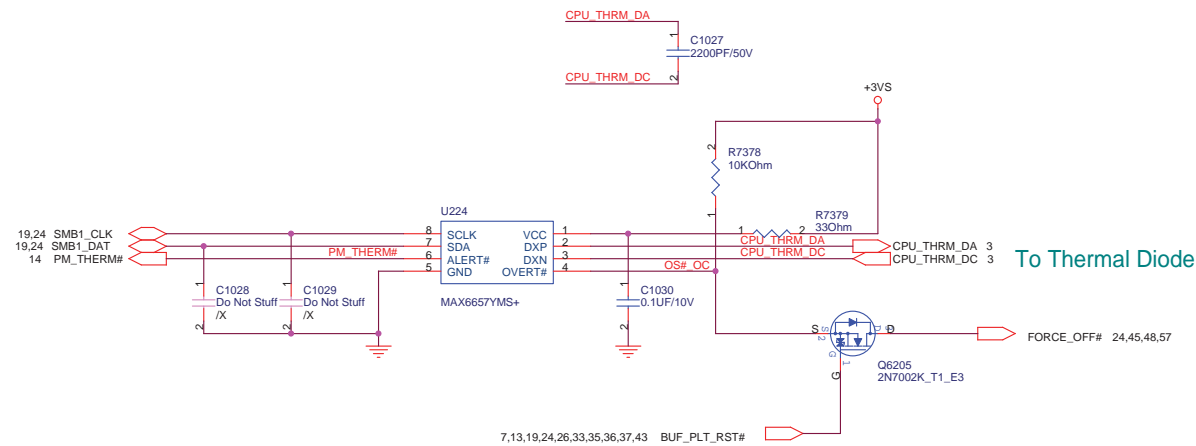 CPU_THRM_DA
1
C1027
2200PF/50V
CPU_THRM_DC
2
+3VS
2
R7378
10KOhm
1
R7379
1 2
33Ohm
U224
19,24 SMB1_CLK
8 SCLK VCC 1
19,24 SMB1_DAT
7 SDA DXP 2
CPU_THRM_DA
CPU_THRM_DA 3
14 PM_THERM#
PM_THERM#
6 ALERT# DXN 3
CPU_THRM_DC
CPU_THRM_DC 3
To Thermal Diode
5 GND OVERT# 4
OS#_OC
MAX6657YMS+
1
C1028
Do Not Stuff
/X
2
1
C1029
Do Not Stuff
/X
2
1
C1030
0.1UF/10V
2
S S 2
D D
G 1
G
FORCE_OFF# 24,45,48,57
Q6205
2N7002K_T1_E3
7,13,19,24,26,33,35,36,37,43 BUF_PLT_RST#